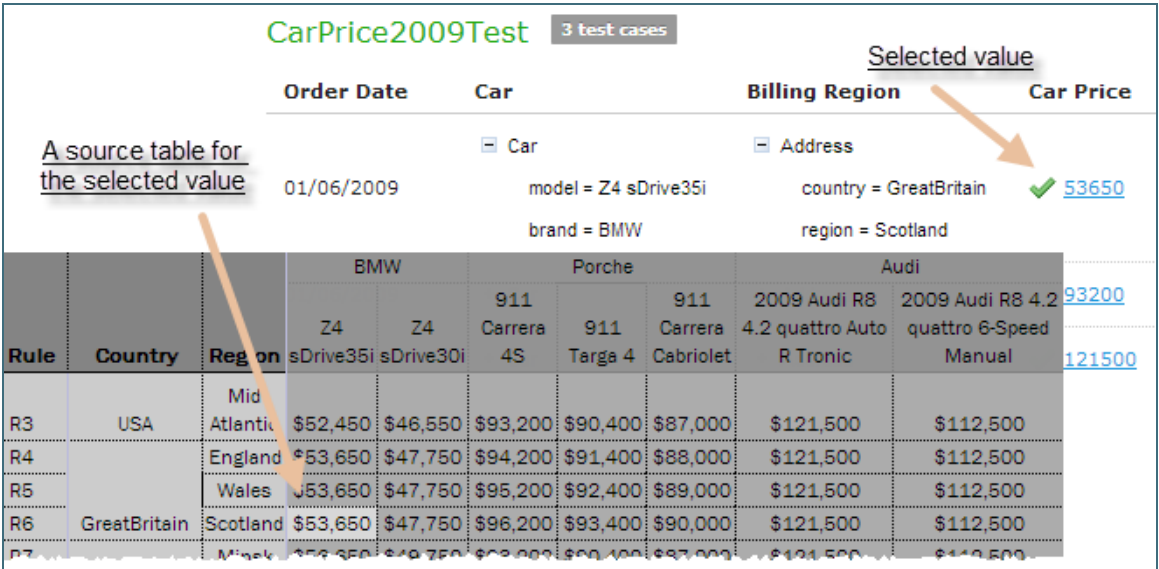 CarPrice2009Test 3 test cases
Selected value
Order Date Car Billing Region Car Price
A source table for
the selected value
Car Address
01/06/2009 model = Z4 sDrive35i country = GreatBritain 53650
brand = BMW region = Scotland
BMW Porche Audi
911 911 2009 Audi R8 2009 Audi R8 4.2 93200
Z4 Z4 Carrera 911 Carrera 4.2 quattro Auto quattro 6-Speed
Rule Country Region sDrive35i sDrive30i 4S Targa 4 Cabriolet R Tronic Manual 121500
Mid
R3 USA Atlantic $52,450 $46,550 $93,200 $90,400 $87,000 $121,500 $112,500
R4 England $53,650 $47,750 $94,200 $91,400 $88,000 $121,500 $112,500
R5 Wales $53,650 $47,750 $95,200 $92,400 $89,000 $121,500 $112,500
R6 GreatBritain Scotland $53,650 $47,750 $96,200 $93,400 $90,000 $121,500 $112,500
R7 Minsk